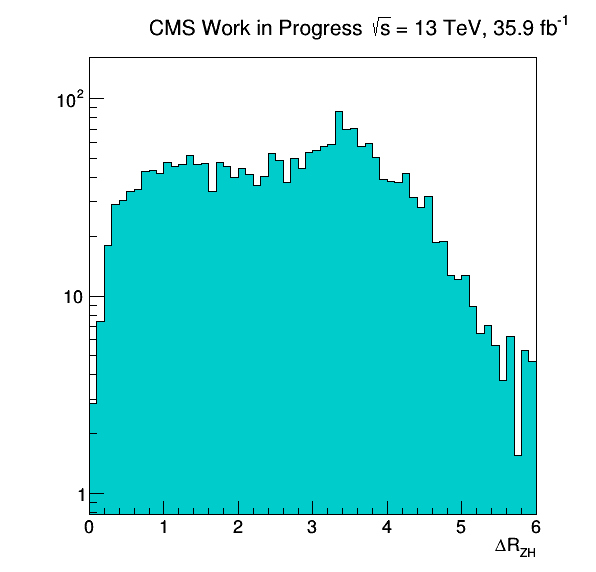 CMS Work in Progress √s = 13 TeV, 35.9 fb⁻¹
10²
10
1
0 1 2 3 4 5 6
ΔR_ZH